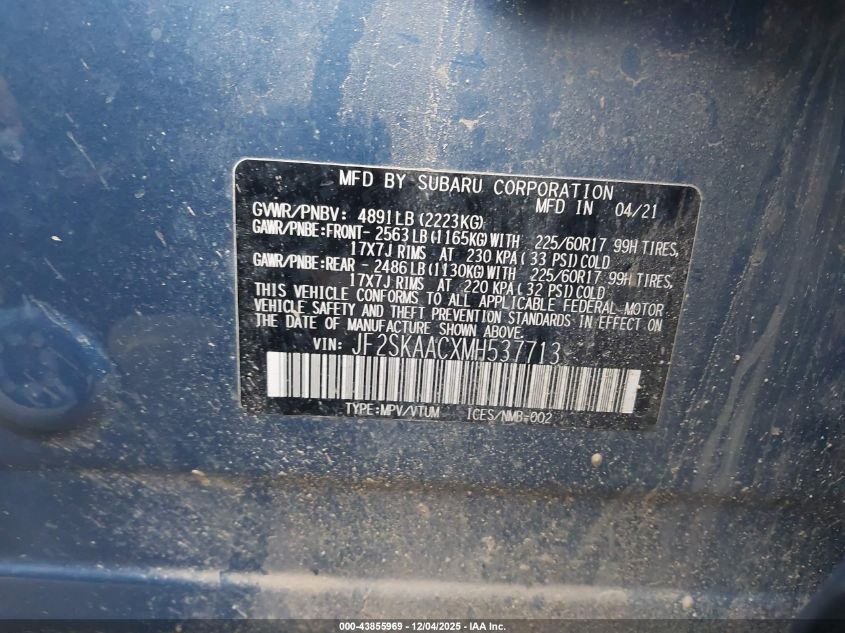 MFD BY SUBARU CORPORATION
MFD IN 04/21
GVWR/PNBV: 4891LB(2223KG)
GAWR/PNBE:FRONT- 2563LB(1165KG)WITH 225/60R17 99H TIRES,
17X7J RIMS AT 230 KPA( 33 PSI)COLD
GAWR/PNBE:REAR - 2486LB(1130KG)WITH 225/60R17 99H TIRES,
17X7J RIMS AT 220 KPA( 32 PSI)COLD
THIS VEHICLE CONFORMS TO ALL APPLICABLE FEDERAL MOTOR
VEHICLE SAFETY AND THEFT PREVENTION STANDARDS IN EFFECT ON
THE DATE OF MANUFACTURE SHOWN ABOVE.
VIN: JF2SKAACXMH537713
TYPE:MPV/VTUM ICES/NMB-002
000-43855969 - 12/04/2025 - IAA Inc.